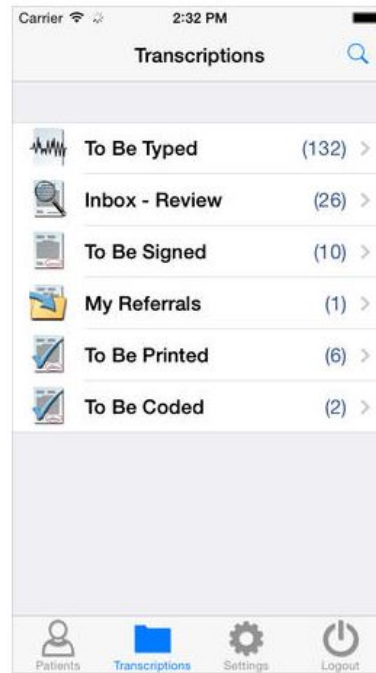 Carrier 2:32 PM
Transcriptions
To Be Typed (132)
Inbox - Review (26)
To Be Signed (10)
My Referrals (1)
To Be Printed (6)
To Be Coded (2)
Patients Transcriptions Settings Logout